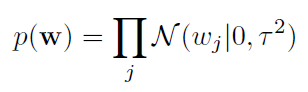 p(𝐰) = ∏_j 𝒩(w_j|0, τ²)